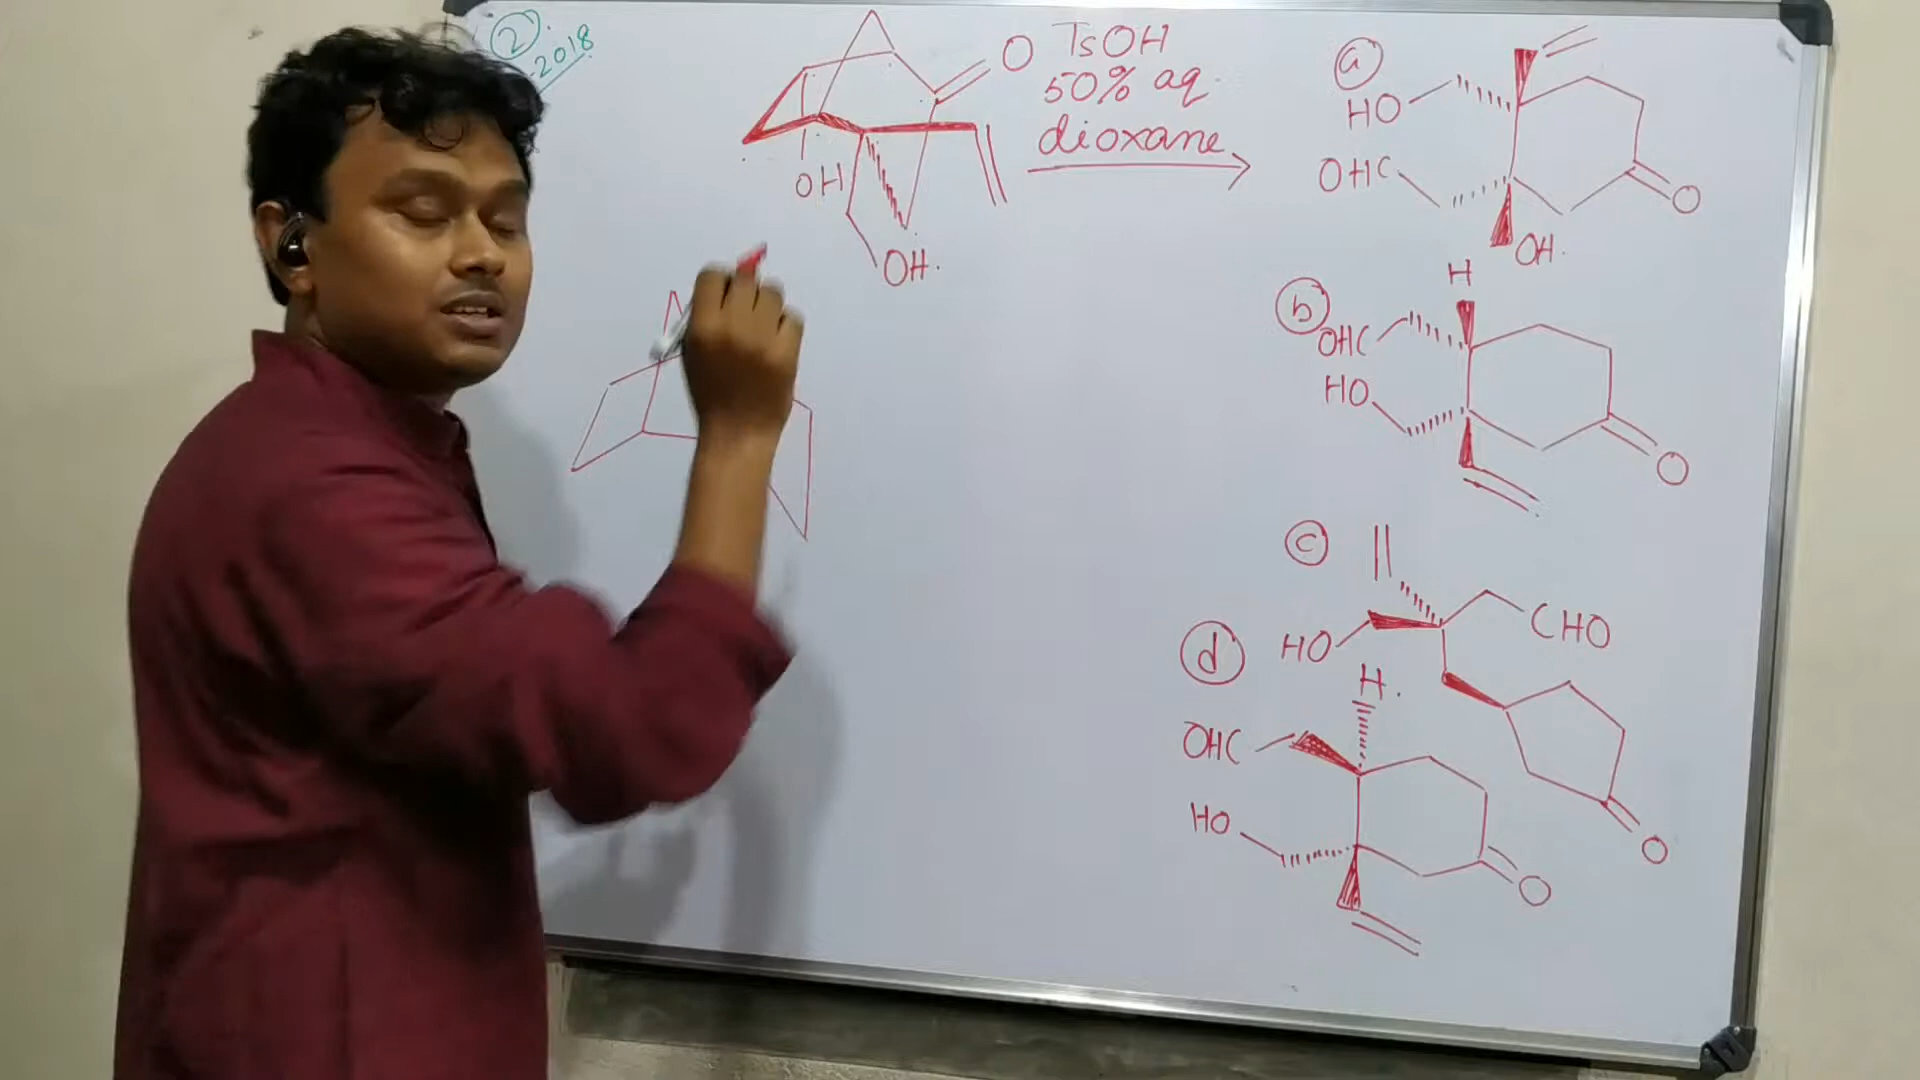 2
2018
O
OH
OH.
TsOH
50% aq.
dioxane
a
HO
OHC
O
OH.
b
H
OHC
HO
O
c
CHO
HO
O
d
H.
OHC
HO
O